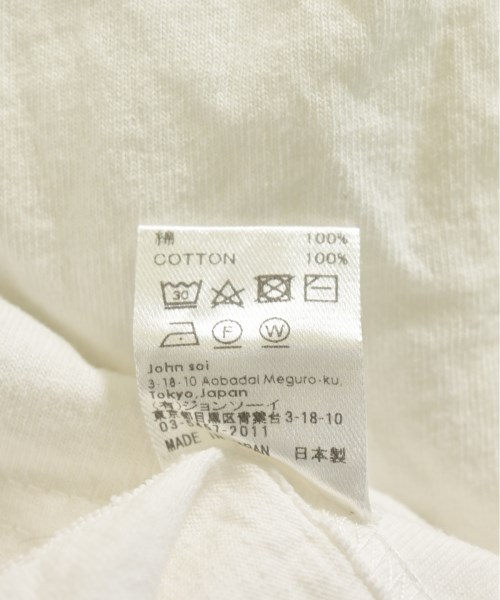 綿 100%
COTTON 100%
30
F W
John soi
3-18-10 Aobadai Meguro-ku,
Tokyo,Japan
(有)ジョンソーイ
東京都目黒区青葉台3-18-10
2011
MADE IN JAPAN 日本製